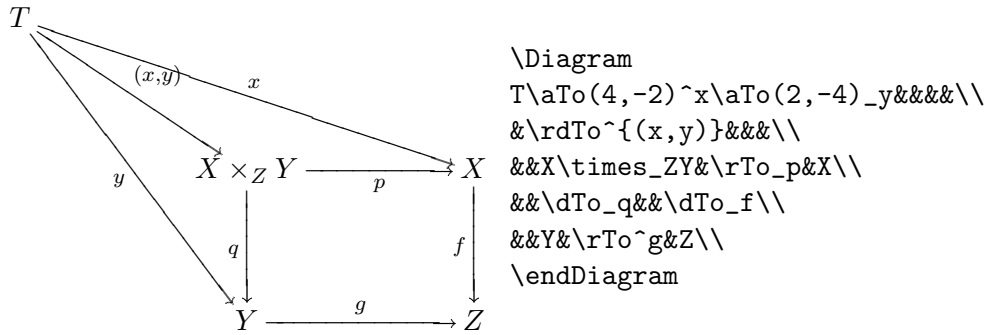 T
(x,y)
x
y
X ×_Z Y
p
X
q
f
Y
g
Z
\Diagram
T\aTo(4,-2)^x\aTo(2,-4)_y&&&&\\
&\rdTo^{(x,y)}&&&\\
&&X\times_ZY&\rTo_p&X\\
&&\dTo_q&&\dTo_f\\
&&Y&\rTo^g&Z\\
\endDiagram